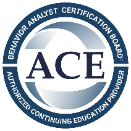 BEHAVIOR ANALYST CERTIFICATION BOARD®
ACE
AUTHORIZED CONTINUING EDUCATION PROVIDER